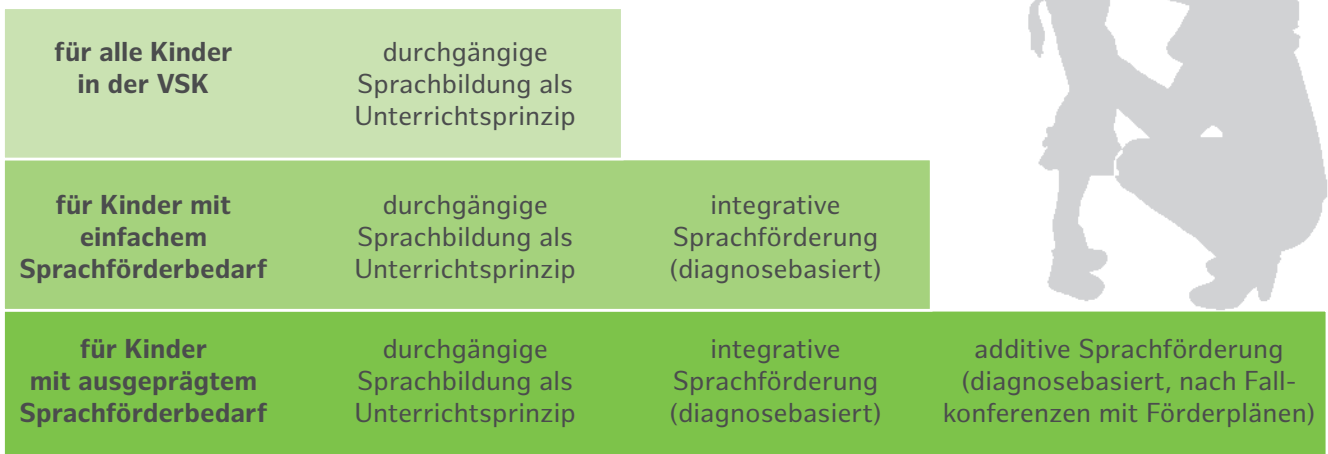 für alle Kinder
in der VSK
durchgängige
Sprachbildung als
Unterrichtsprinzip
für Kinder mit
einfachem
Sprachförderbedarf
durchgängige
Sprachbildung als
Unterrichtsprinzip
integrative
Sprachförderung
(diagnosebasiert)
für Kinder
mit ausgeprägtem
Sprachförderbedarf
durchgängige
Sprachbildung als
Unterrichtsprinzip
integrative
Sprachförderung
(diagnosebasiert)
additive Sprachförderung
(diagnosebasiert, nach Fall-
konferenzen mit Förderplänen)